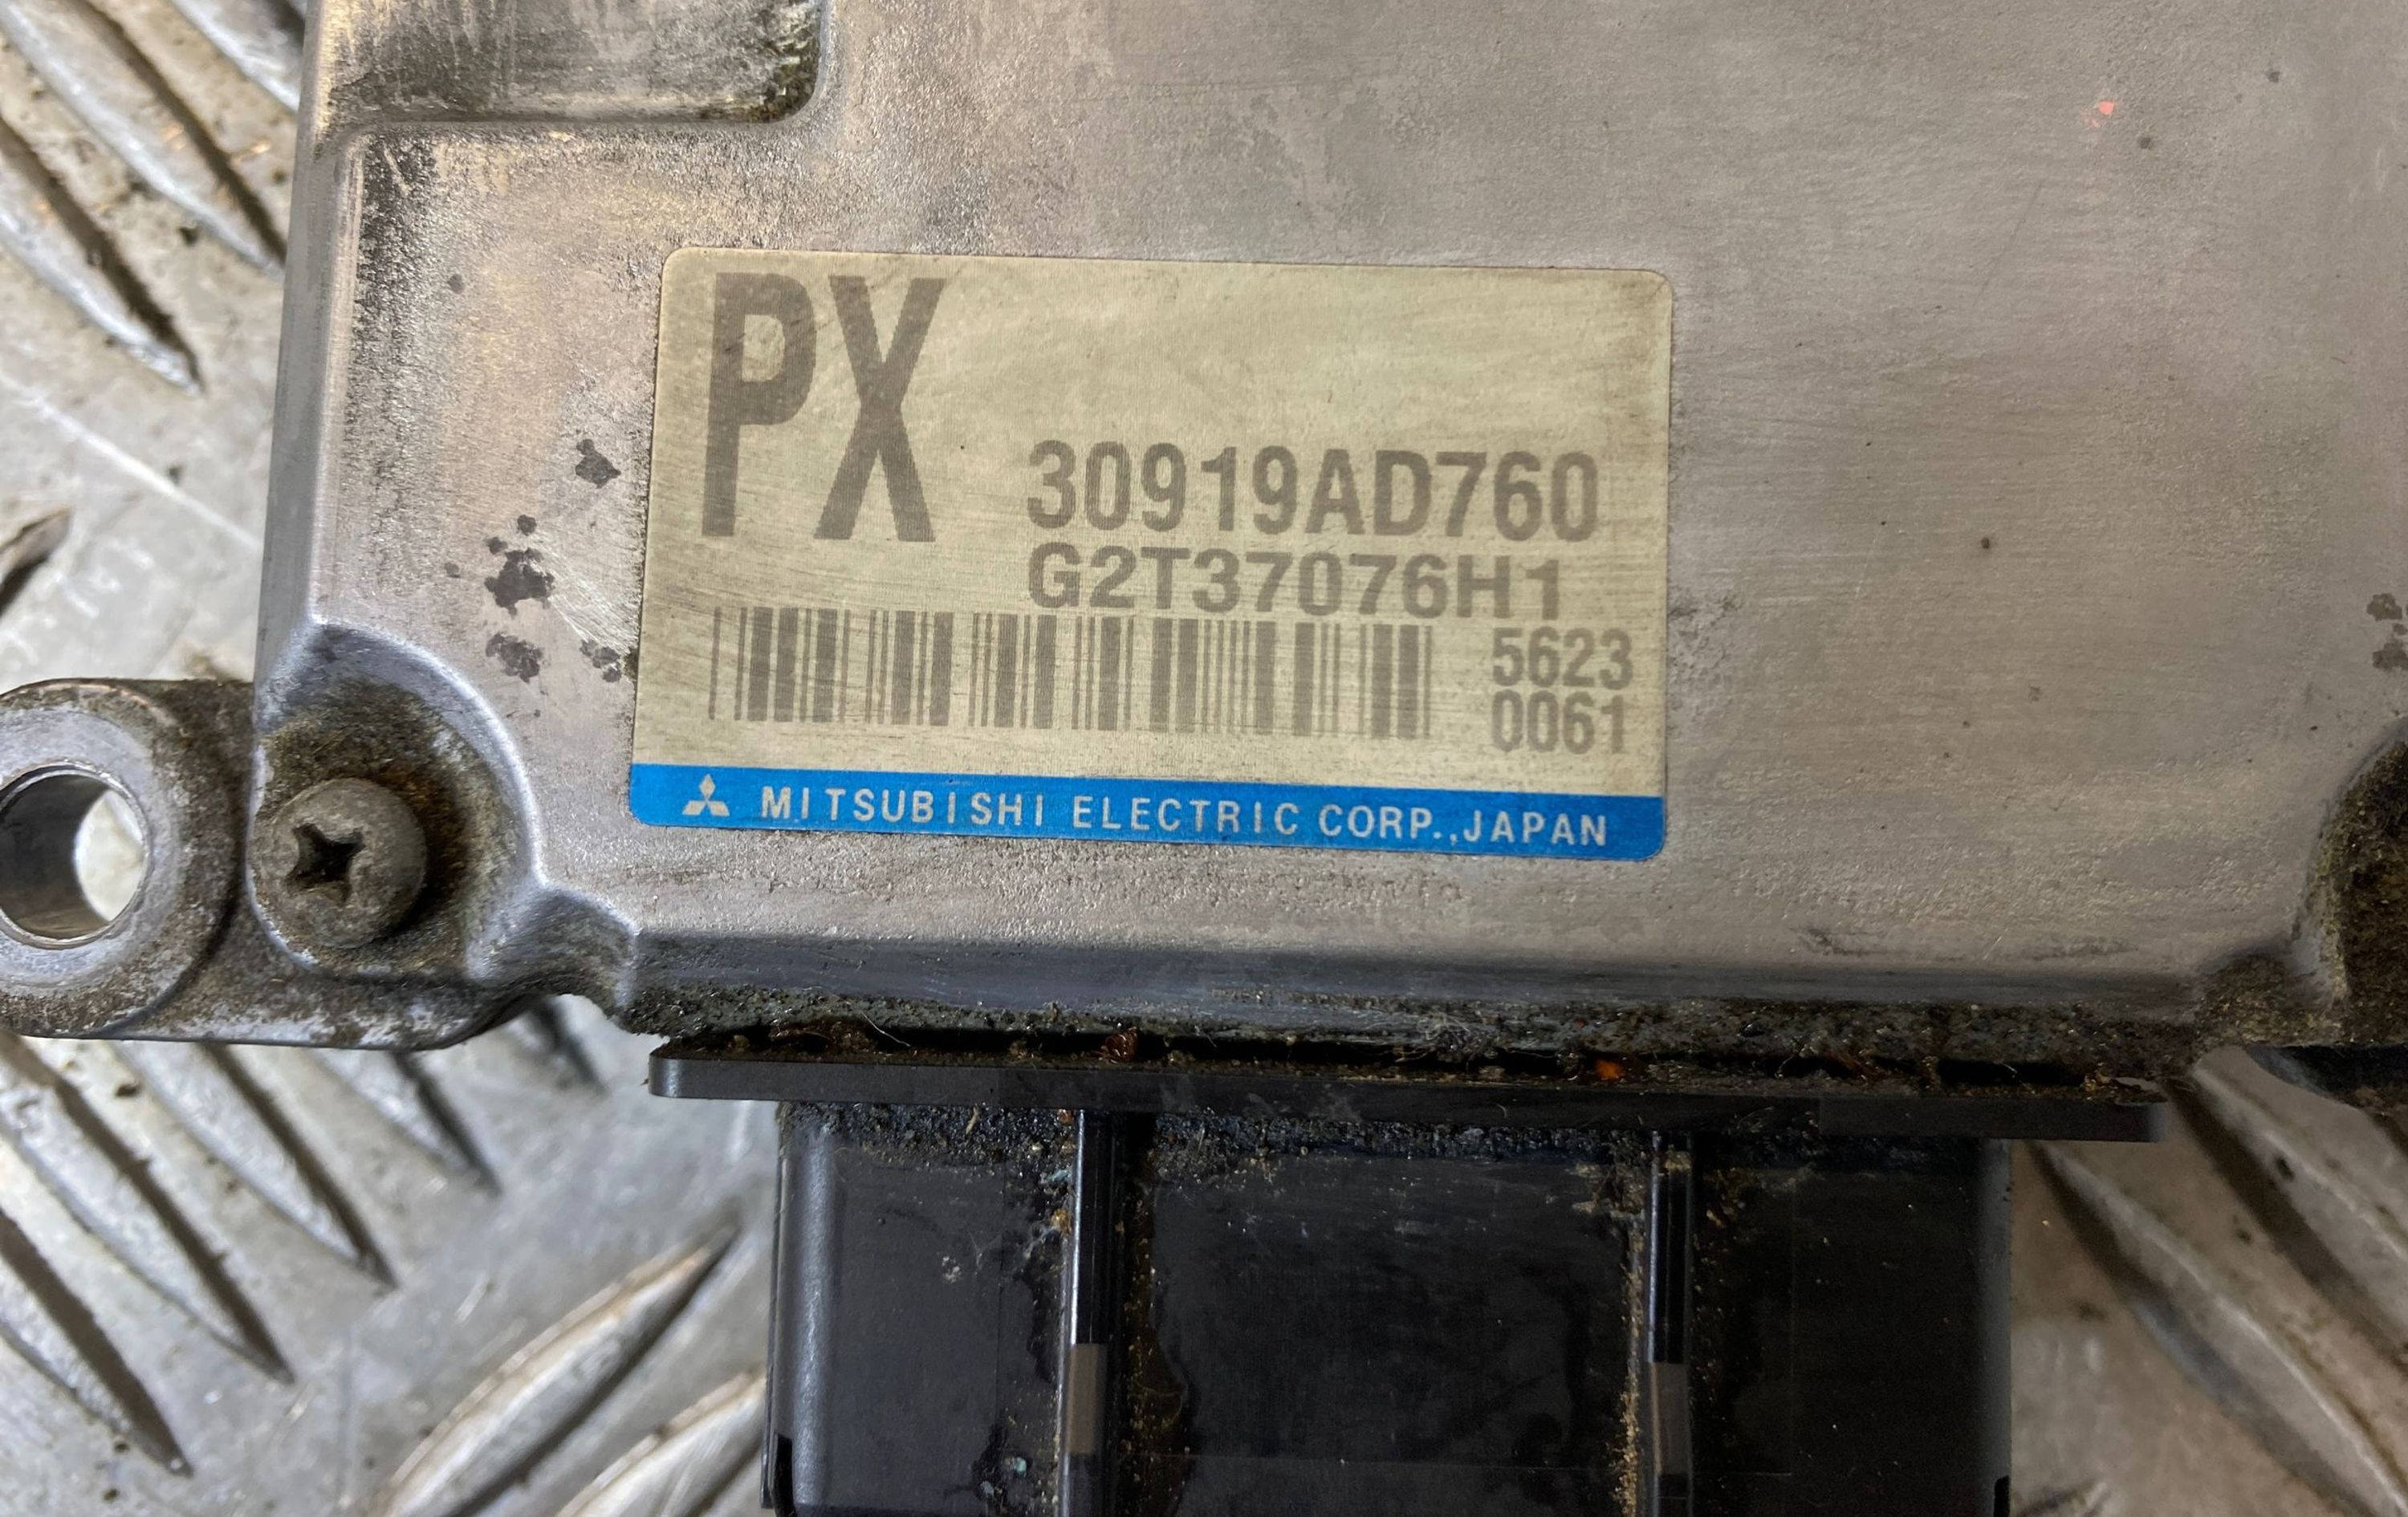 PX
30919AD760
G2T37076H1
5623
0061
MITSUBISHI ELECTRIC CORP.,JAPAN